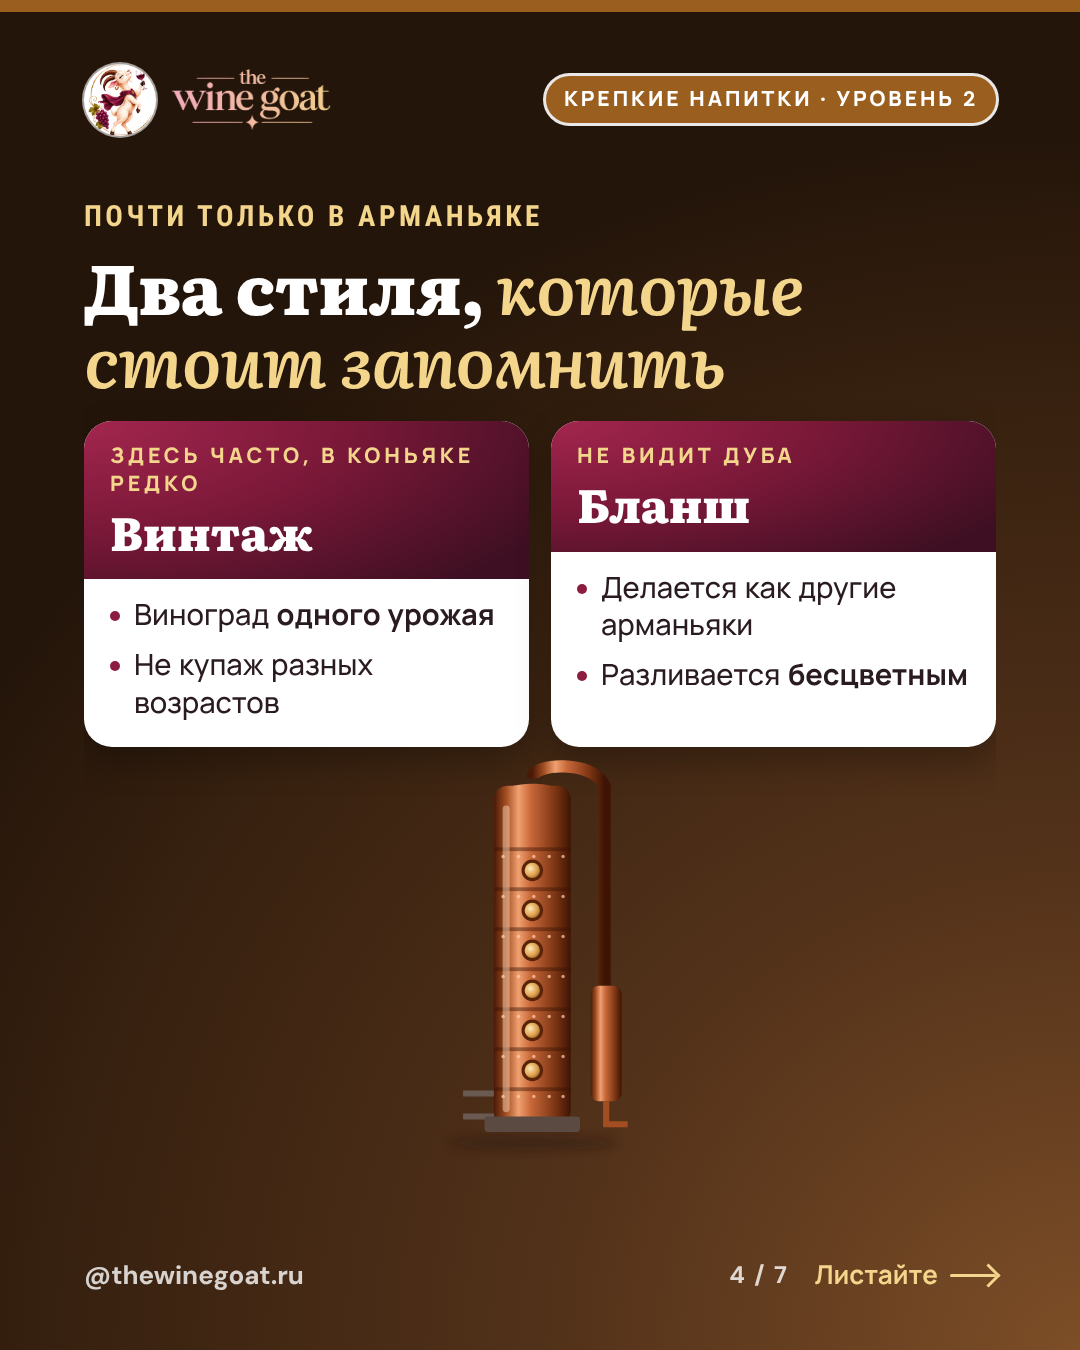 the
wine goat
КРЕПКИЕ НАПИТКИ · УРОВЕНЬ 2
ПОЧТИ ТОЛЬКО В АРМАНЬЯКЕ
Два стиля, которые
стоит запомнить
ЗДЕСЬ ЧАСТО, В КОНЬЯКЕ
РЕДКО
Винтаж
Виноград одного урожая
Не купаж разных
возрастов
НЕ ВИДИТ ДУБА
Бланш
Делается как другие
арманьяки
Разливается бесцветным
@thewinegoat.ru
4 / 7
Листайте